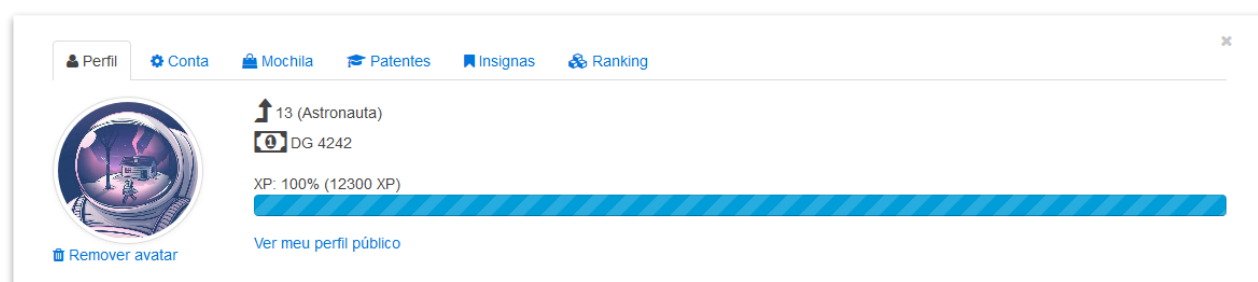 Perfil Conta Mochila Patentes Insignas Ranking
13 (Astronauta)
1 DG 4242
XP: 100% (12300 XP)
Ver meu perfil público
Remover avatar